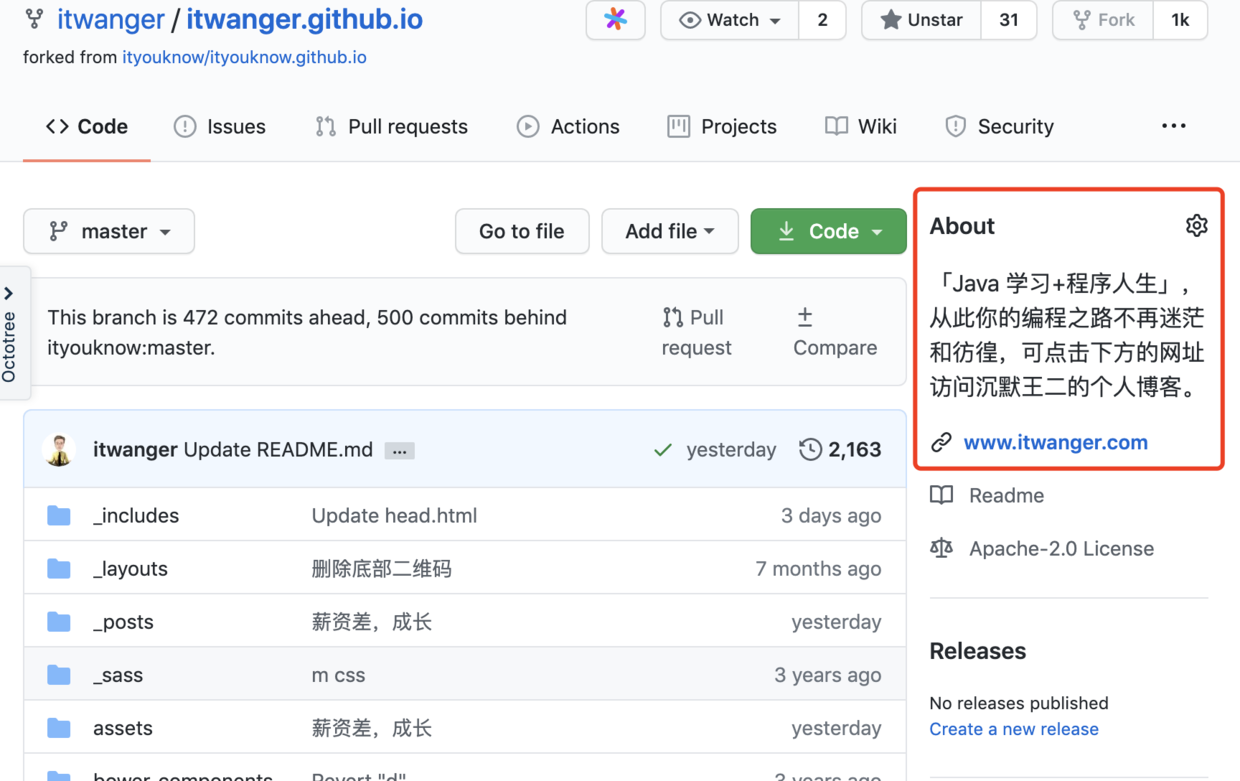 itwanger / itwanger.github.io
Watch
2
Unstar
31
Fork
1k
forked from ityouknow/ityouknow.github.io
Code
Issues
Pull requests
Actions
Projects
Wiki
Security
...
master
Go to file
Add file
Code
Octotree
This branch is 472 commits ahead, 500 commits behind
ityouknow:master.
Pull
request
Compare
itwanger Update README.md ...
yesterday
2,163
_includes
Update head.html
3 days ago
_layouts
删除底部二维码
7 months ago
_posts
薪资差，成长
yesterday
_sass
m css
3 years ago
assets
薪资差，成长
yesterday
bower_components
Revert "d"
3 years ago
About
「Java 学习+程序人生」，
从此你的编程之路不再迷茫
和彷徨，可点击下方的网址
访问沉默王二的个人博客。
www.itwanger.com
Readme
Apache-2.0 License
Releases
No releases published
Create a new release